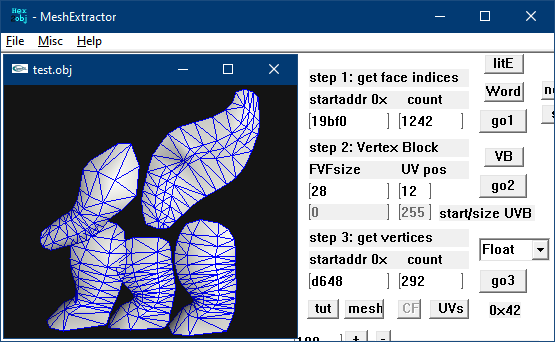 Hex
2obj
- MeshExtractor
File Misc Help
test.obj
step 1: get face indices
startaddr 0x count
19bf0 1242
litE
Word
go1
step 2: Vertex Block
FVFsize UV pos
28 12
0 255 start/size UVB
VB
go2
step 3: get vertices
startaddr 0x count
d648 292
Float
go3
tut mesh CF UVs 0x42
+ -